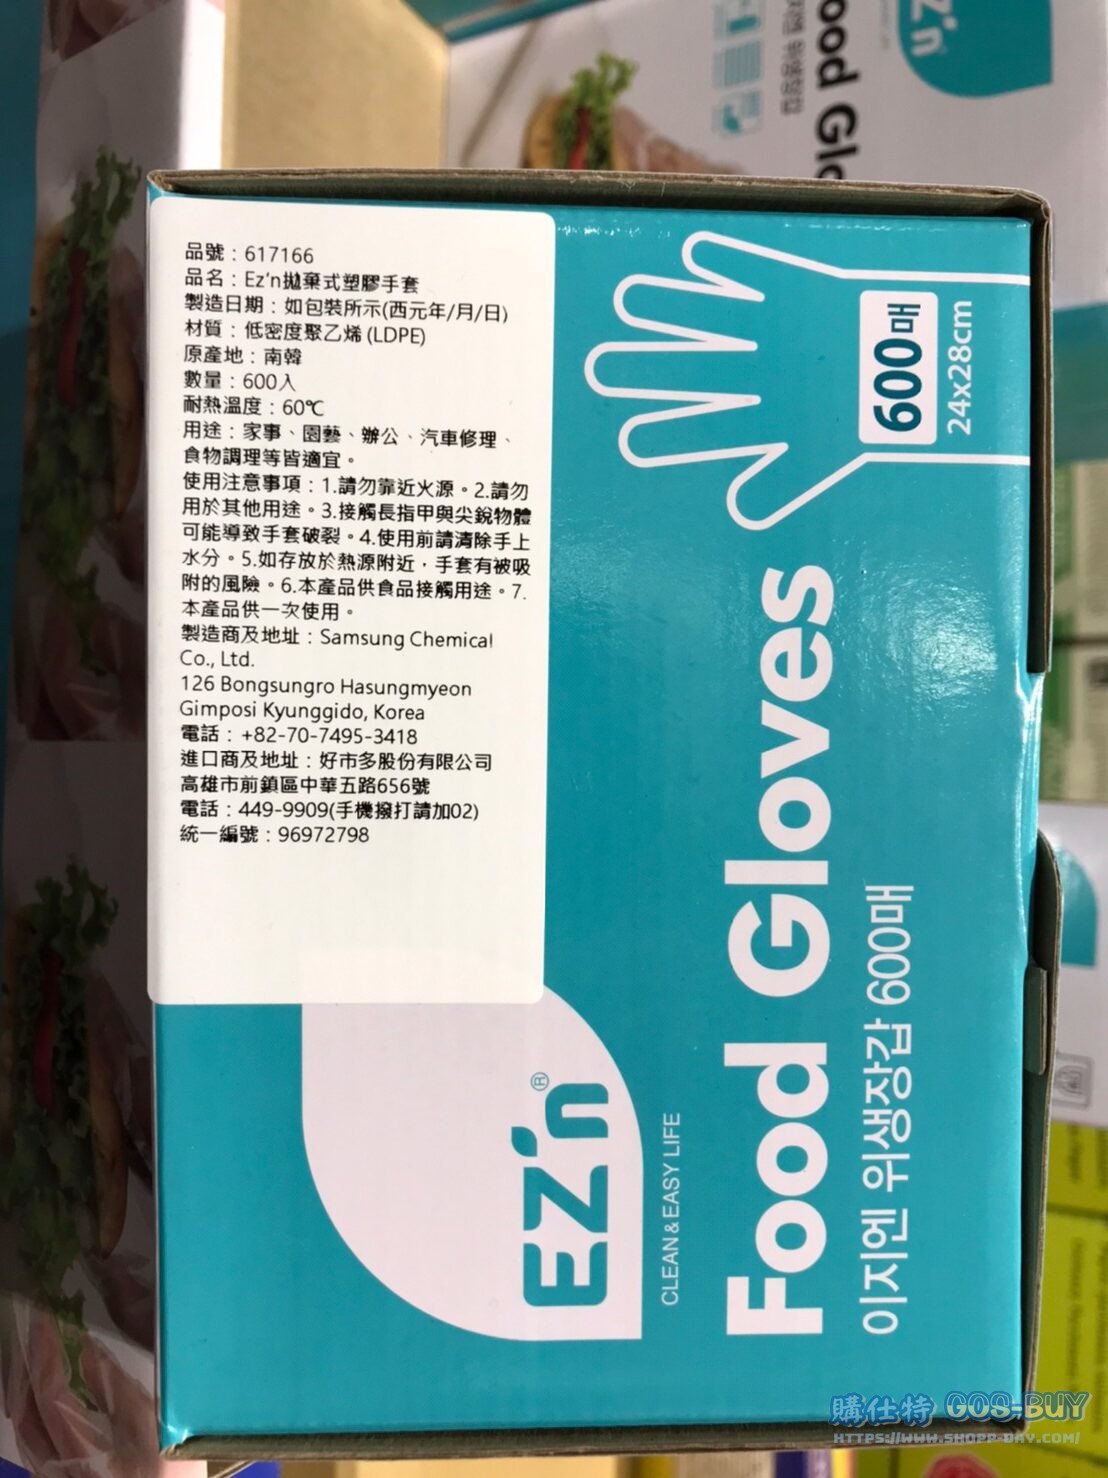 品號：617166
品名：Ez'n拋棄式塑膠手套
製造日期：如包裝所示(西元年/月/日)
材質：低密度聚乙烯 (LDPE)
原產地：南韓
數量：600入
耐熱溫度：60℃
用途：家事、園藝、辦公、汽車修理、
食物調理等皆適宜。
使用注意事項：1.請勿靠近火源。2.請勿
用於其他用途。3.接觸長指甲與尖銳物體
可能導致手套破裂。4.使用前請清除手上
水分。5.如存放於熱源附近，手套有被吸
附的風險。6.本產品供食品接觸用途。7.
本產品供一次使用。
製造商及地址：Samsung Chemical
Co., Ltd.
126 Bongsungro Hasungmyeon
Gimposi Kyunggido, Korea
電話：+82-70-7495-3418
進口商及地址：好市多股份有限公司
高雄市前鎮區中華五路656號
電話：449-9909(手機撥打請加02)
統一編號：96972798
EZ'n®
CLEAN & EASY LIFE
Food Gloves
이지엔 위생장갑 600매
600매
24x28cm
購仕特 GOS-BUY
HTTPS://WWW.SHOPP-DAY.COM/